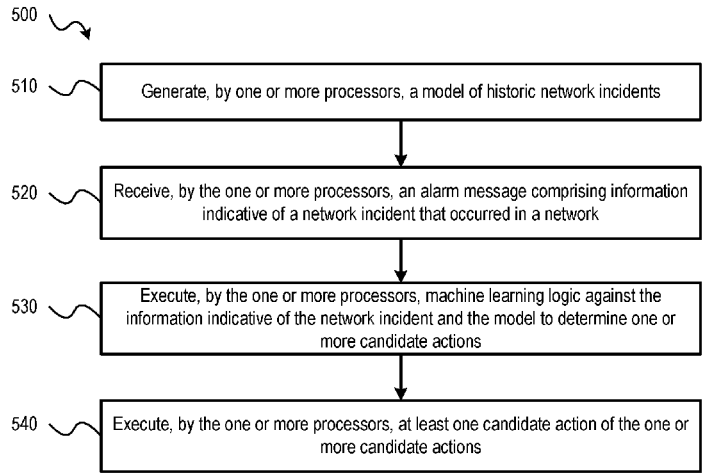 500
510
Generate, by one or more processors, a model of historic network incidents
520
Receive, by the one or more processors, an alarm message comprising information
indicative of a network incident that occurred in a network
530
Execute, by the one or more processors, machine learning logic against the
information indicative of the network incident and the model to determine one or
more candidate actions
540
Execute, by the one or more processors, at least one candidate action of the one or
more candidate actions